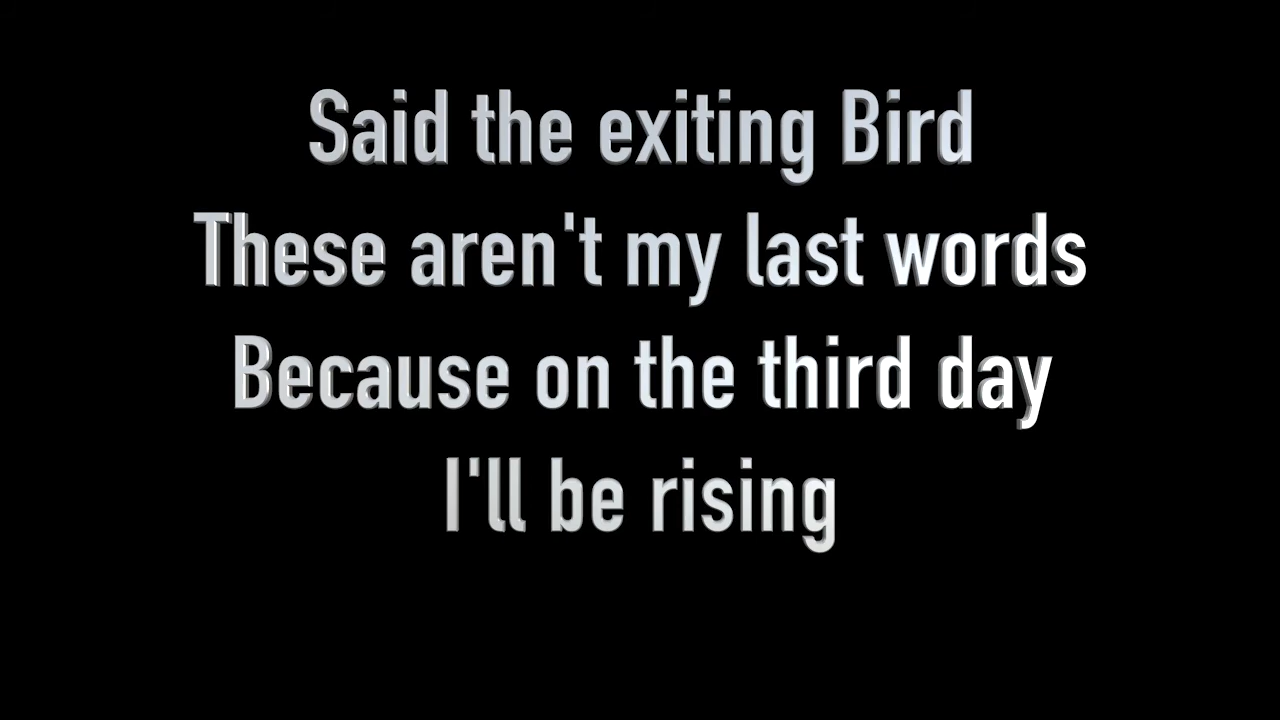 Said the exiting Bird
These aren't my last words
Because on the third day
I'll be rising